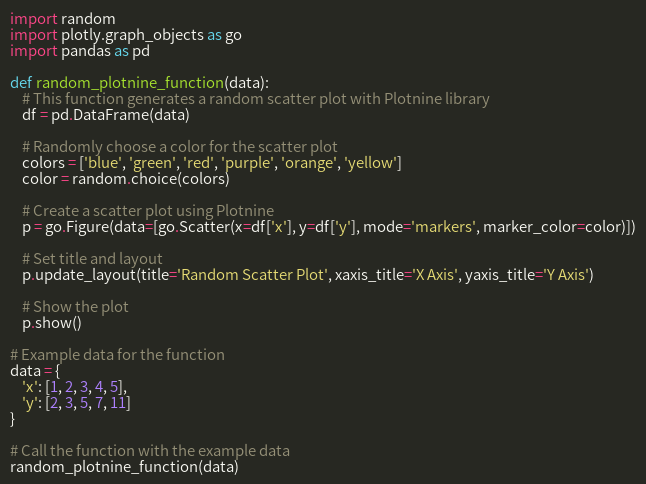 import random
import plotly.graph_objects as go
import pandas as pd

def random_plotnine_function(data):
    # This function generates a random scatter plot with Plotnine library
    df = pd.DataFrame(data)

    # Randomly choose a color for the scatter plot
    colors = ['blue', 'green', 'red', 'purple', 'orange', 'yellow']
    color = random.choice(colors)

    # Create a scatter plot using Plotnine
    p = go.Figure(data=[go.Scatter(x=df['x'], y=df['y'], mode='markers', marker_color=color)])

    # Set title and layout
    p.update_layout(title='Random Scatter Plot', xaxis_title='X Axis', yaxis_title='Y Axis')

    # Show the plot
    p.show()

# Example data for the function
data = {
    'x': [1, 2, 3, 4, 5],
    'y': [2, 3, 5, 7, 11]
}

# Call the function with the example data
random_plotnine_function(data)